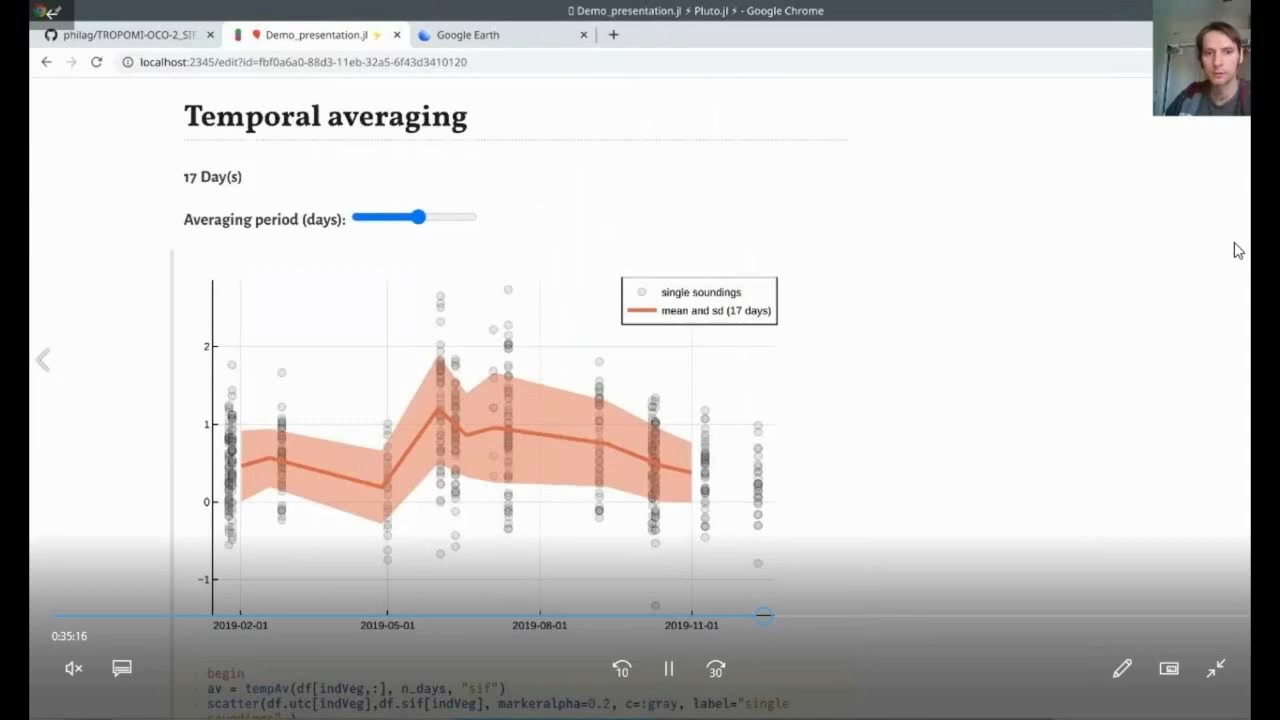 Demo_presentation.jl ⚡ Pluto.jl ⚡ - Google Chrome
philag/TROPOMI-OCO-2_SIF
Demo_presentation.jl ⚡
Google Earth
localhost:2345/edit?id=fbf0a6a0-88d3-11eb-32a5-6f43d3410120
Temporal averaging
17 Day(s)
Averaging period (days):
single soundings
mean and sd (17 days)
2
1
0
-1
2019-02-01
2019-05-01
2019-08-01
2019-11-01
0:35:16
10
30
begin
av = tempAv(df[indVeg,:], n_days, "sif")
scatter(df.utc[indVeg],df.sif[indVeg], markeralpha=0.2, c=:gray, label="single